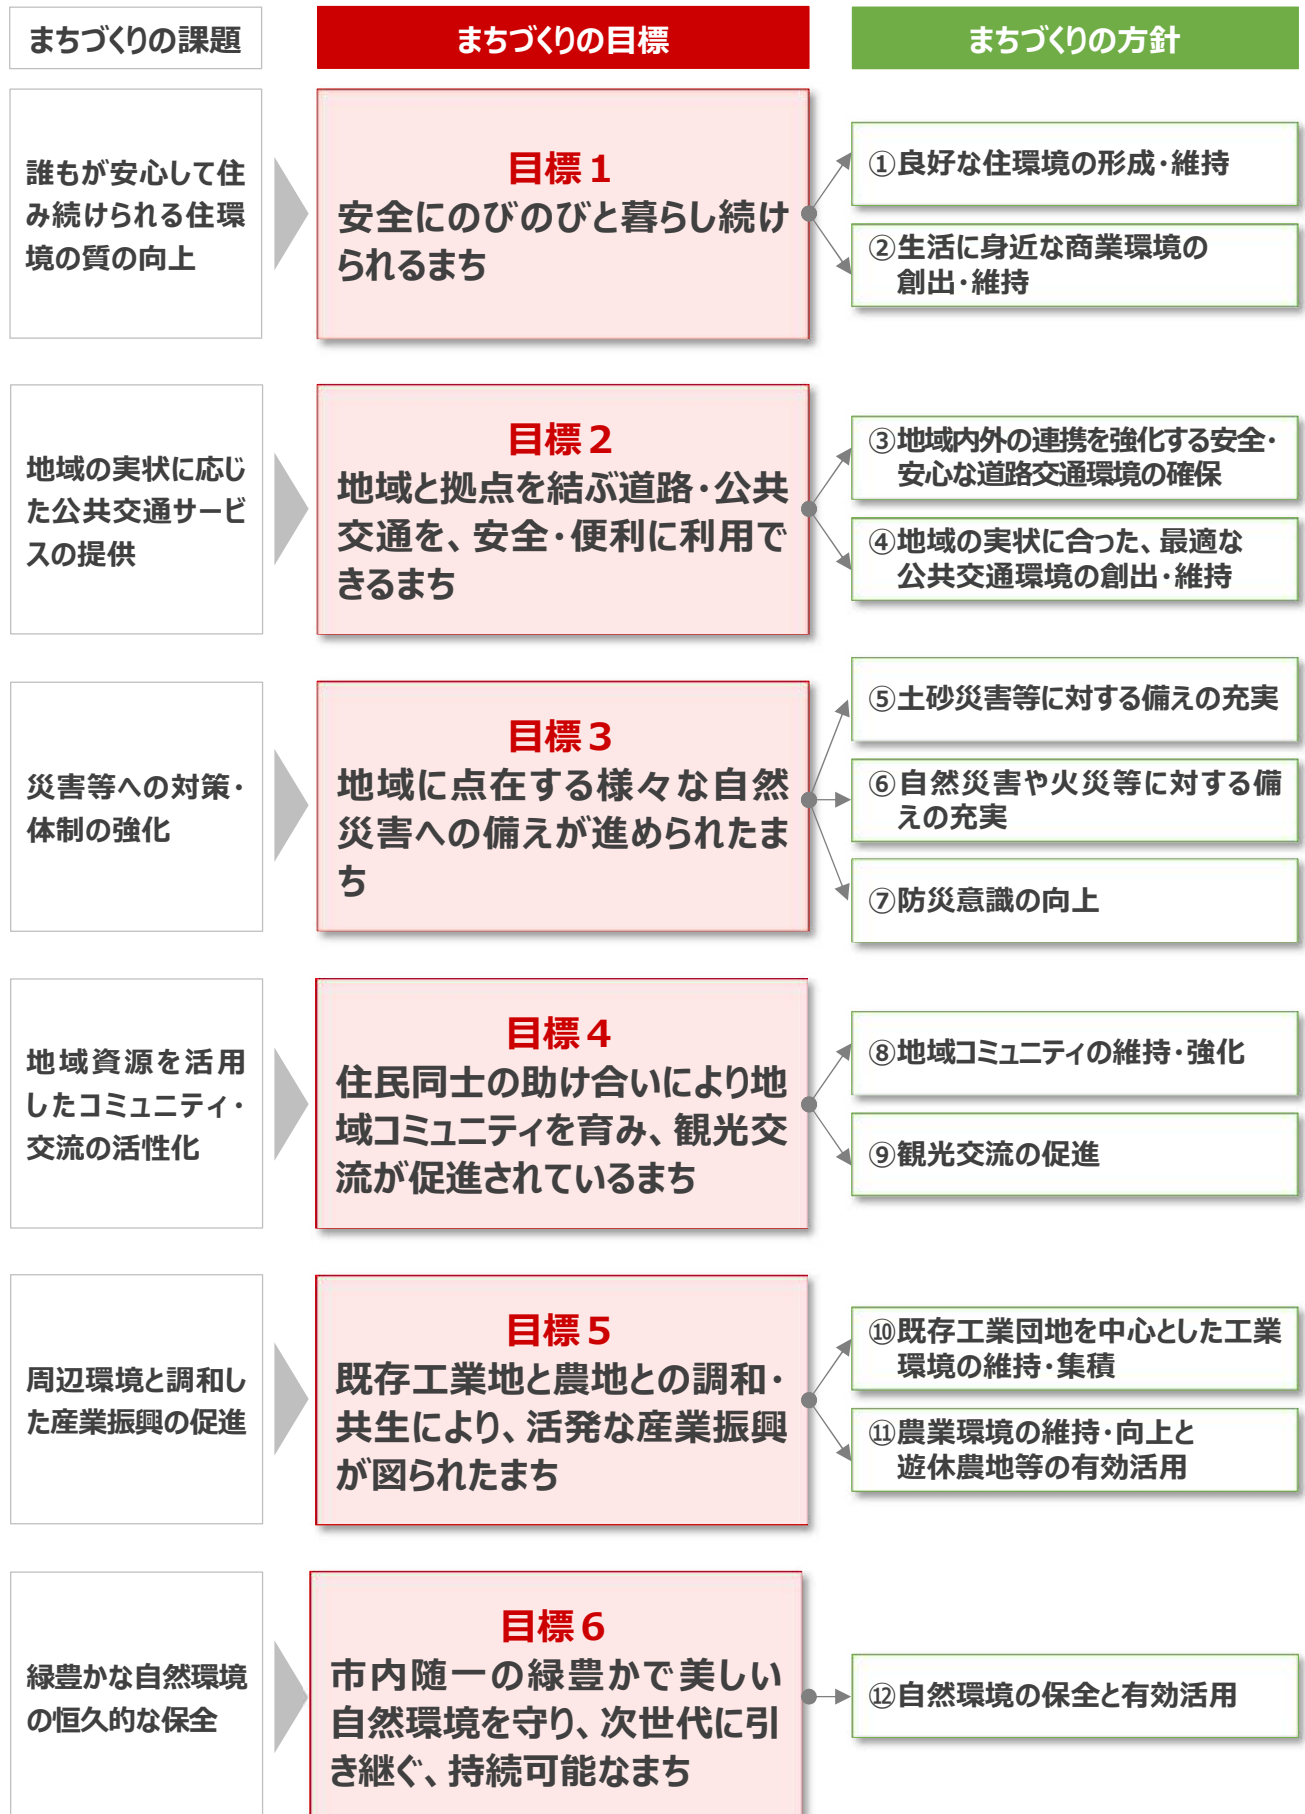 まちづくりの課題
まちづくりの目標
まちづくりの方針
誰もが安心して住
み続けられる住環
境の質の向上
目標１
安全にのびのびと暮らし続け
られるまち
①良好な住環境の形成・維持
②生活に身近な商業環境の
創出・維持
地域の実状に応じ
た公共交通サービ
スの提供
目標２
地域と拠点を結ぶ道路・公共
交通を、安全・便利に利用で
きるまち
③地域内外の連携を強化する安全・
安心な道路交通環境の確保
④地域の実状に合った、最適な
公共交通環境の創出・維持
災害等への対策・
体制の強化
目標３
地域に点在する様々な自然
災害への備えが進められたま
ち
⑤土砂災害等に対する備えの充実
⑥自然災害や火災等に対する備
えの充実
⑦防災意識の向上
地域資源を活用
したコミュニティ・
交流の活性化
目標４
住民同士の助け合いにより地
域コミュニティを育み、観光交
流が促進されているまち
⑧地域コミュニティの維持・強化
⑨観光交流の促進
周辺環境と調和し
た産業振興の促進
目標５
既存工業地と農地との調和・
共生により、活発な産業振興
が図られたまち
⑩既存工業団地を中心とした工業
環境の維持・集積
⑪農業環境の維持・向上と
遊休農地等の有効活用
緑豊かな自然環境
の恒久的な保全
目標６
市内随一の緑豊かで美しい
自然環境を守り、次世代に引
き継ぐ、持続可能なまち
⑫自然環境の保全と有効活用